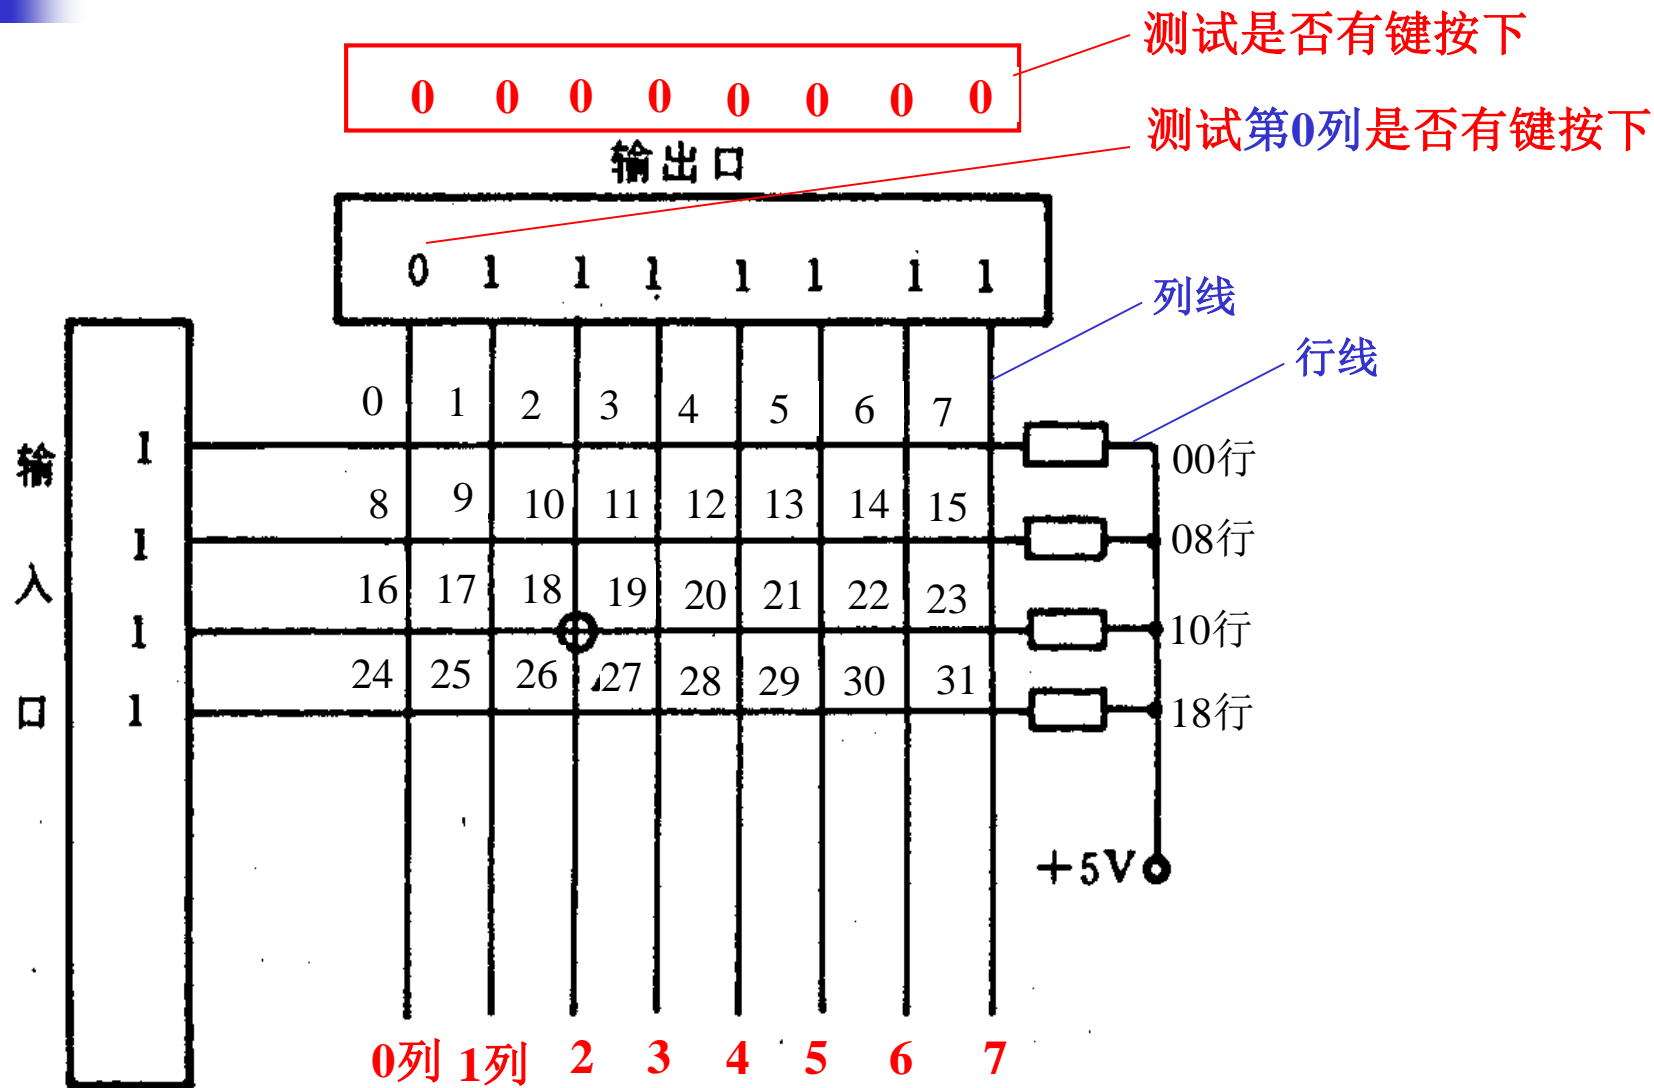 测试是否有键按下
0 0 0 0 0 0 0 0
测试第0列是否有键按下
输出口
0 1 1 1 1 1 1 1
列线
行线
0 1 2 3 4 5 6 7
1
00行
8 9 10 11 12 13 14 15
1
08行
16 17 18 19 20 21 22 23
1
10行
24 25 26 27 28 29 30 31
1
18行
输入口
+5V
0列 1列 2 3 4 5 6 7